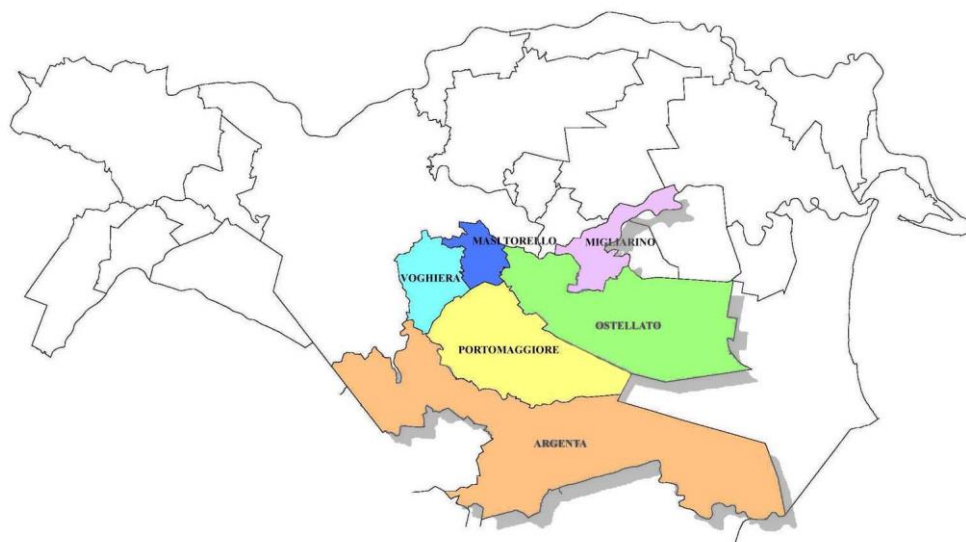 MASI TORELLO
MIGLIARINO
VOGHIERA
OSTELLATO
PORTOMAGGIORE
ARGENTA